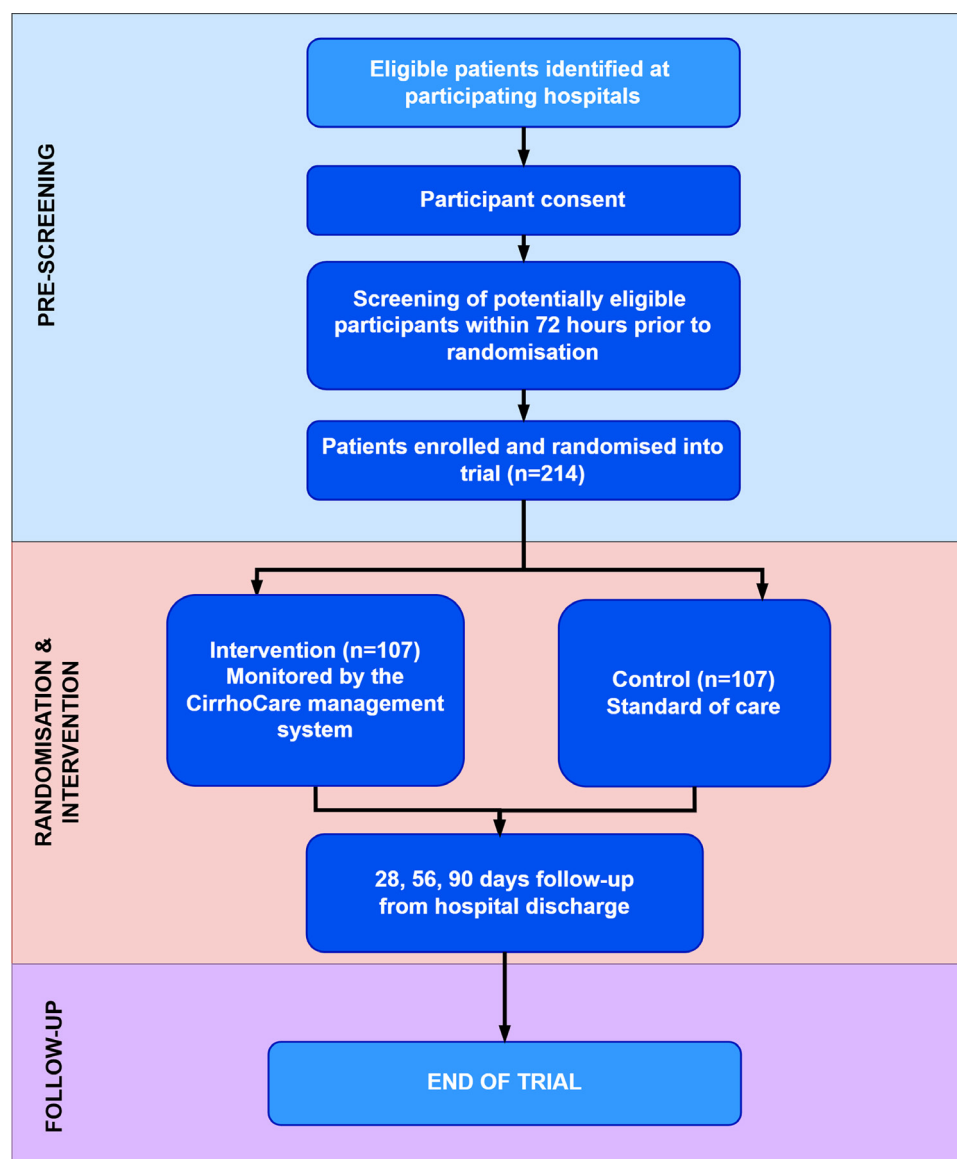 PRE-SCREENING
Eligible patients identified at
participating hospitals
Participant consent
Screening of potentially eligible
participants within 72 hours prior to
randomisation
Patients enrolled and randomised into
trial (n=214)
RANDOMISATION &
INTERVENTION
Intervention (n=107)
Monitored by the
CirrhoCare management
system
Control (n=107)
Standard of care
28, 56, 90 days follow-up
from hospital discharge
FOLLOW-UP
END OF TRIAL